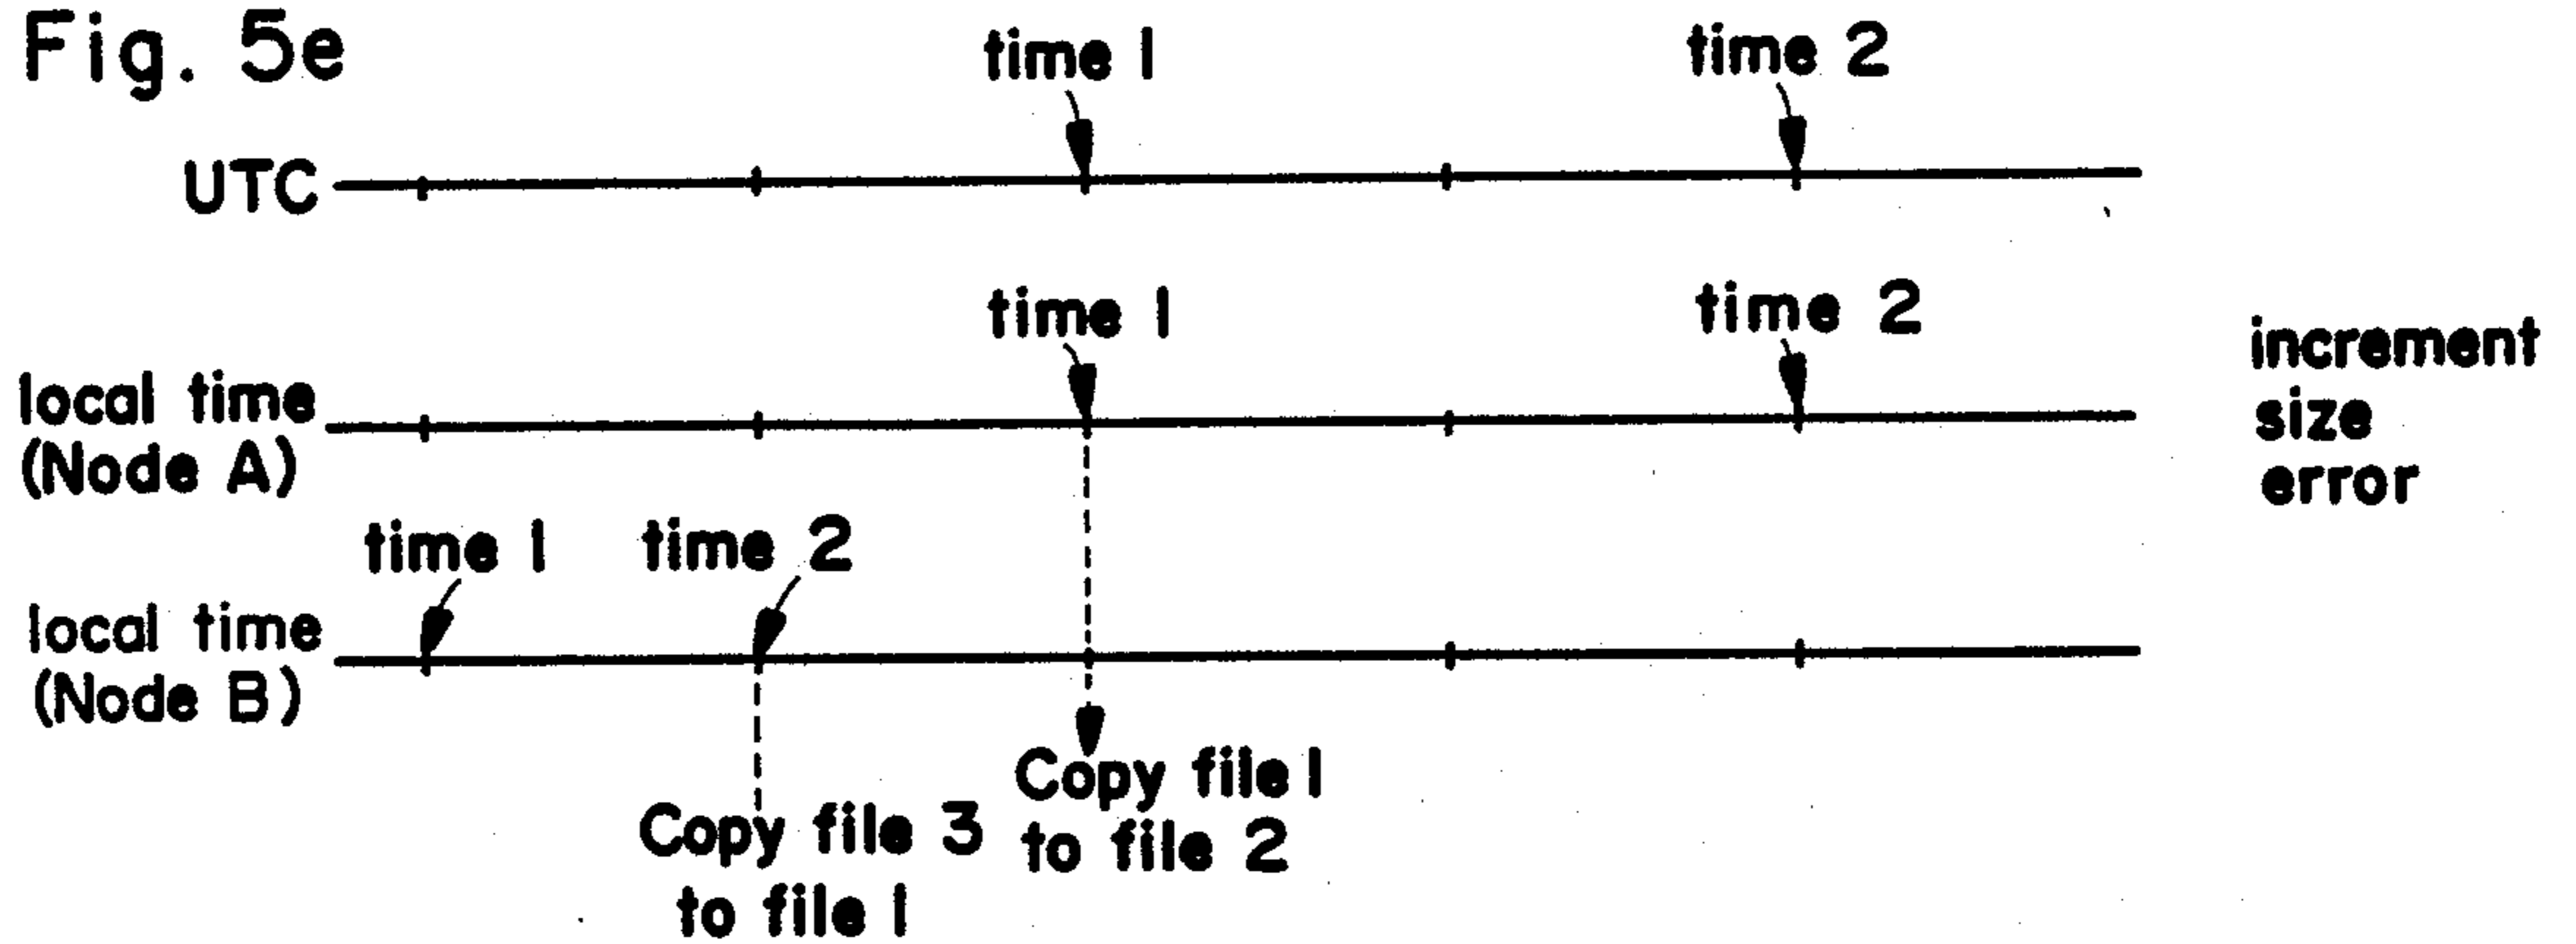 Fig. 5e
time 1
time 2
UTC
time 1
time 2
local time
(Node A)
increment
size
error
time 1
time 2
local time
(Node B)
Copy file 3
to file 1
Copy file 1
to file 2